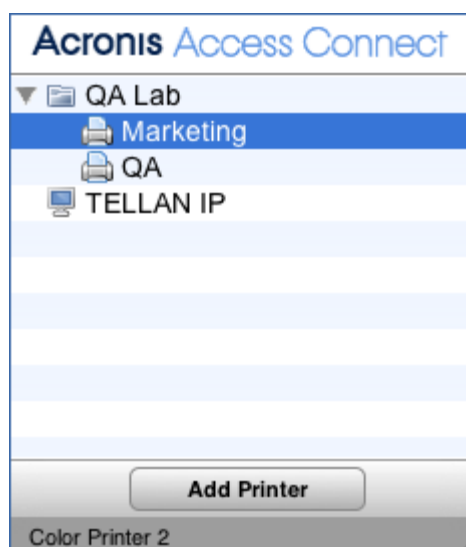 Acronis Access Connect
QA Lab
Marketing
QA
TELLAN IP
Add Printer
Color Printer 2